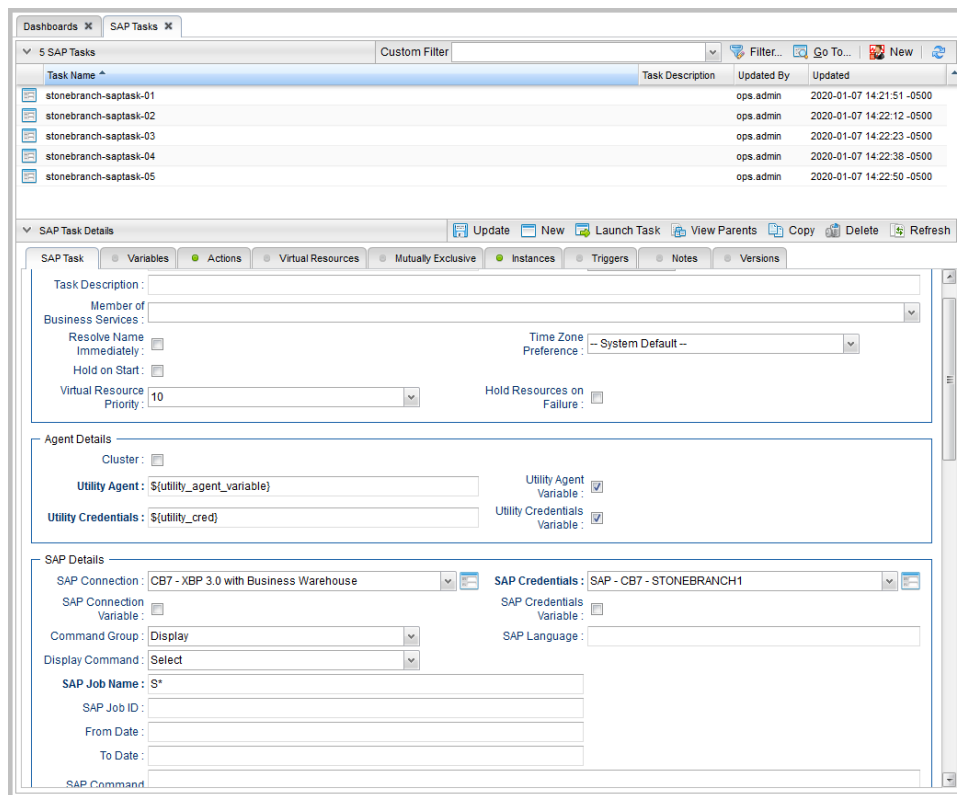 Dashboards SAP Tasks
5 SAP Tasks Custom Filter Filter... Go To... New
Task Name Task Description Updated By Updated
stonebranch-saptask-01 ops.admin 2020-01-07 14:21:51 -0500
stonebranch-saptask-02 ops.admin 2020-01-07 14:22:12 -0500
stonebranch-saptask-03 ops.admin 2020-01-07 14:22:23 -0500
stonebranch-saptask-04 ops.admin 2020-01-07 14:22:38 -0500
stonebranch-saptask-05 ops.admin 2020-01-07 14:22:50 -0500
SAP Task Details Update New Launch Task View Parents Copy Delete Refresh
SAP Task Variables Actions Virtual Resources Mutually Exclusive Instances Triggers Notes Versions
Task Description :
Member of
Business Services :
Resolve Name
Immediately :
Time Zone
Preference :
-- System Default --
Hold on Start :
Virtual Resource
Priority :
10
Hold Resources on
Failure :
Agent Details
Cluster :
Utility Agent : ${utility_agent_variable}
Utility Agent
Variable :
Utility Credentials : ${utility_cred}
Utility Credentials
Variable :
SAP Details
SAP Connection : CB7 - XBP 3.0 with Business Warehouse SAP Credentials : SAP - CB7 - STONEBRANCH1
SAP Connection
Variable :
SAP Credentials
Variable :
Command Group : Display SAP Language :
Display Command : Select
SAP Job Name : S*
SAP Job ID :
From Date :
To Date :
SAP Command